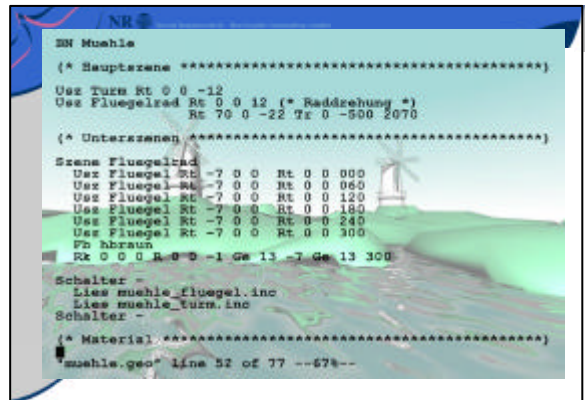 NR
SN Muehle
(* Hauptszene *****************************************)
Usz Turm Rt 0 0 -12
Usz Fluegelrad Rt 0 0 12 (* Raddrehung *)
Rt 70 0 -22 Tr 0 -500 2070
(* Unterszenen ****************************************)
Szene Fluegelrad
Usz Fluegel Rt -7 0 0 Rt 0 0 000
Usz Fluegel Rt -7 0 0 Rt 0 0 060
Usz Fluegel Rt -7 0 0 Rt 0 0 120
Usz Fluegel Rt -7 0 0 Rt 0 0 180
Usz Fluegel Rt -7 0 0 Rt 0 0 240
Usz Fluegel Rt -7 0 0 Rt 0 0 300
Fb hbraun
Rk 0 0 0 R 0 0 -1 Ge 13 -7 Ge 13 300
Schalter -
Lies muehle_fluegel.inc
Lies muehle_turm.inc
Schalter -
(* Material *******************************************)
"muehle.geo" line 52 of 77 --67%--